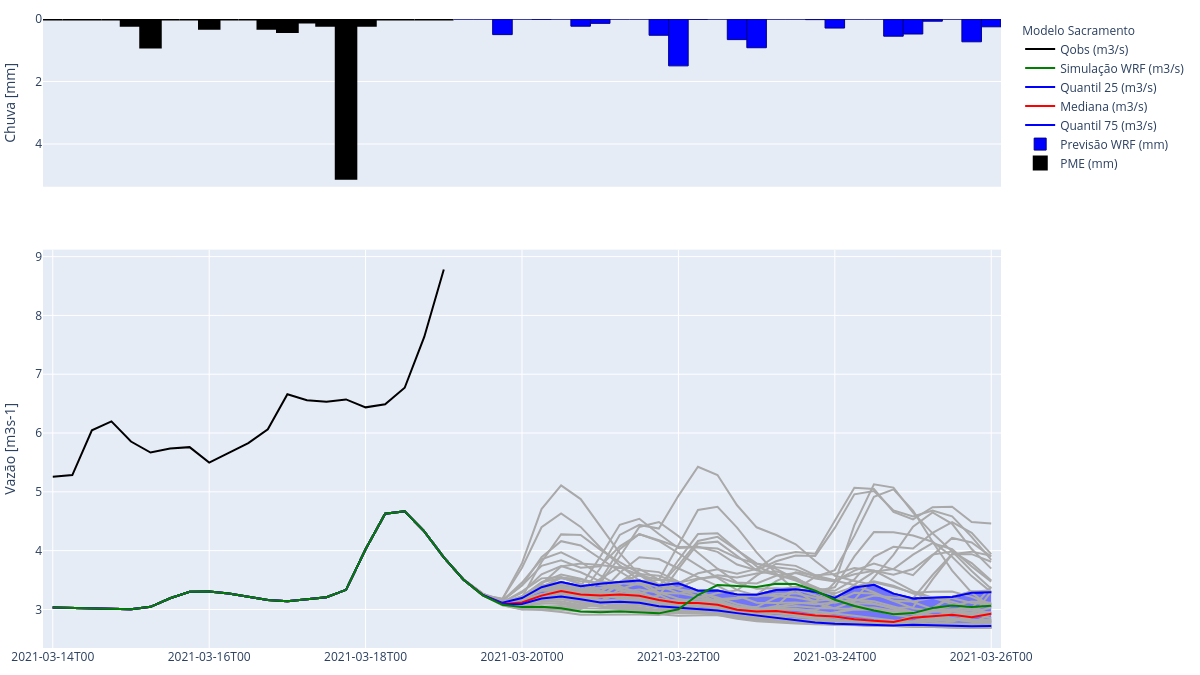 Chuva [mm]
0
2
4
Modelo Sacramento
Qobs (m3/s)
Simulação WRF (m3/s)
Quantil 25 (m3/s)
Mediana (m3/s)
Quantil 75 (m3/s)
Previsão WRF (mm)
PME (mm)
Vazão [m3s-1]
9
8
7
6
5
4
3
2021-03-14T00
2021-03-16T00
2021-03-18T00
2021-03-20T00
2021-03-22T00
2021-03-24T00
2021-03-26T00